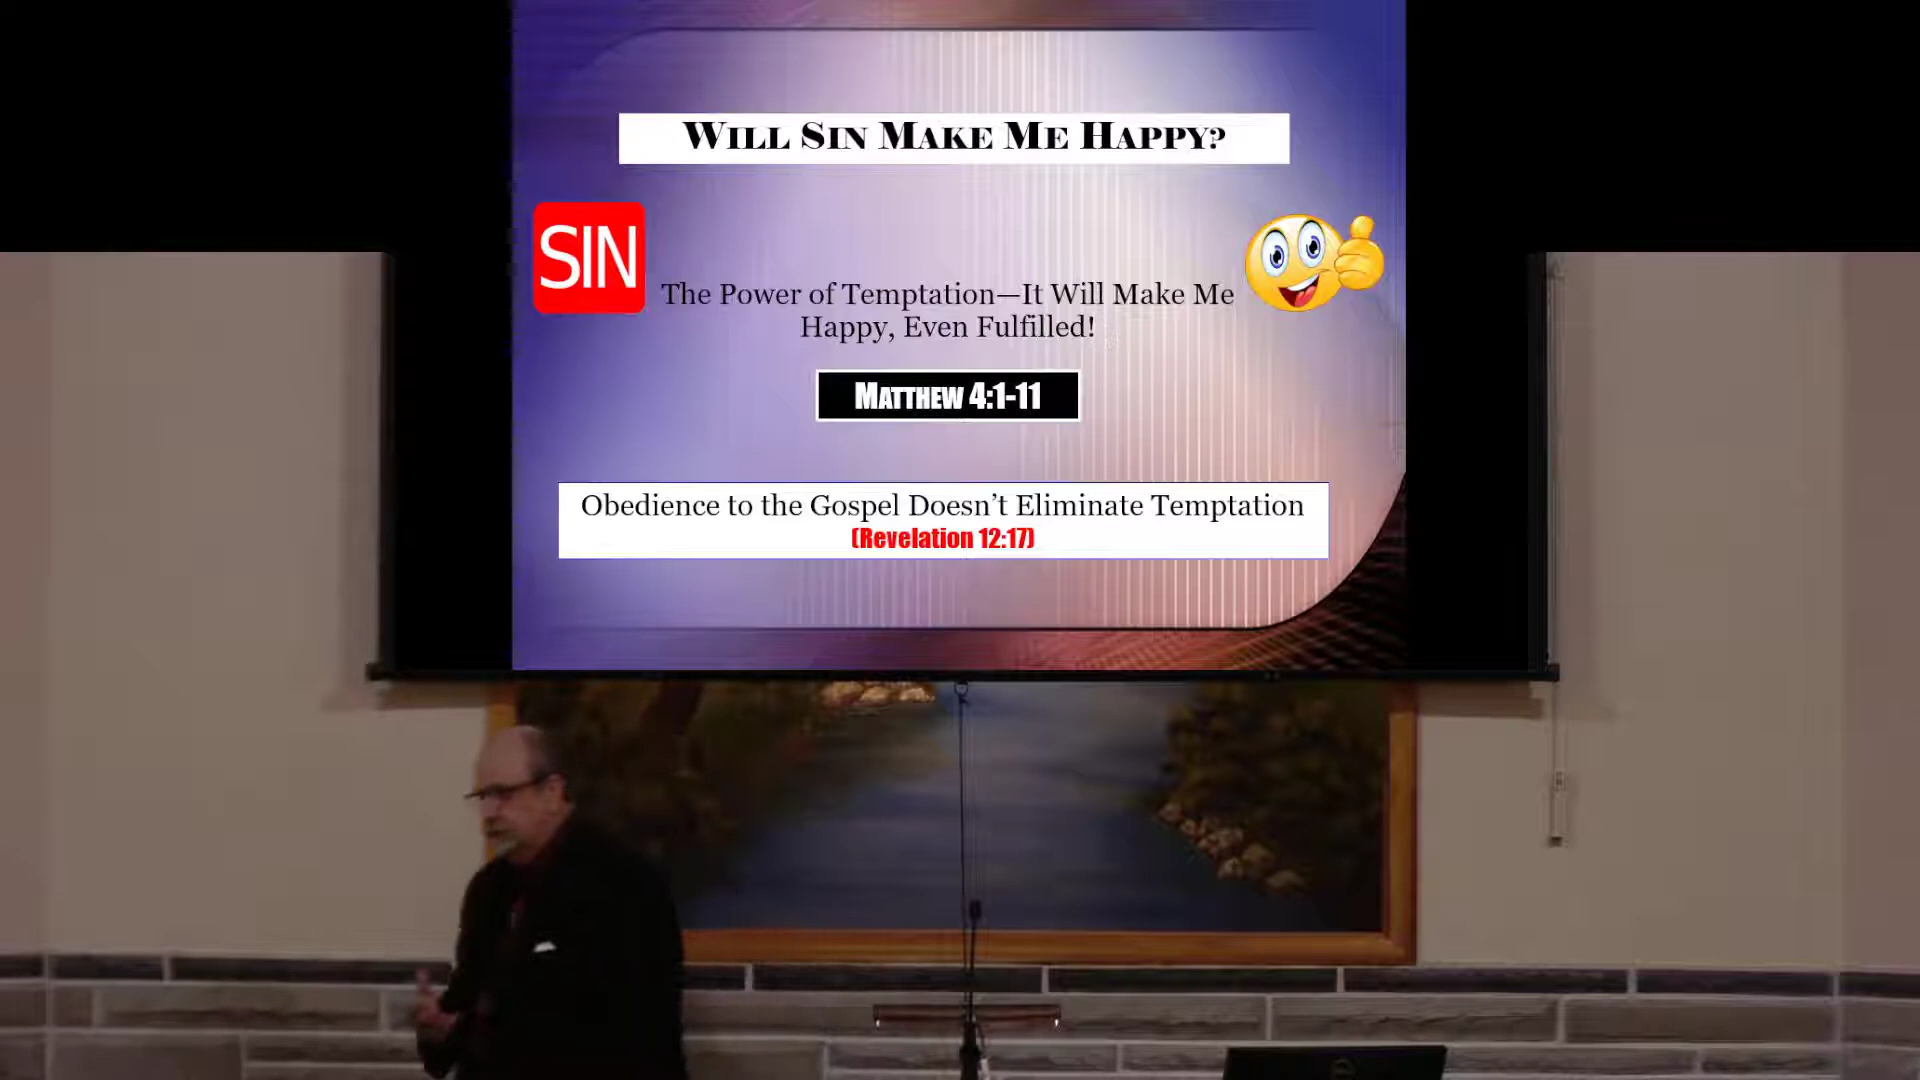 Will Sin Make Me Happy?
SIN
The Power of Temptation—It Will Make Me
Happy, Even Fulfilled!
Matthew 4:1-11
Obedience to the Gospel Doesn’t Eliminate Temptation
(Revelation 12:17)